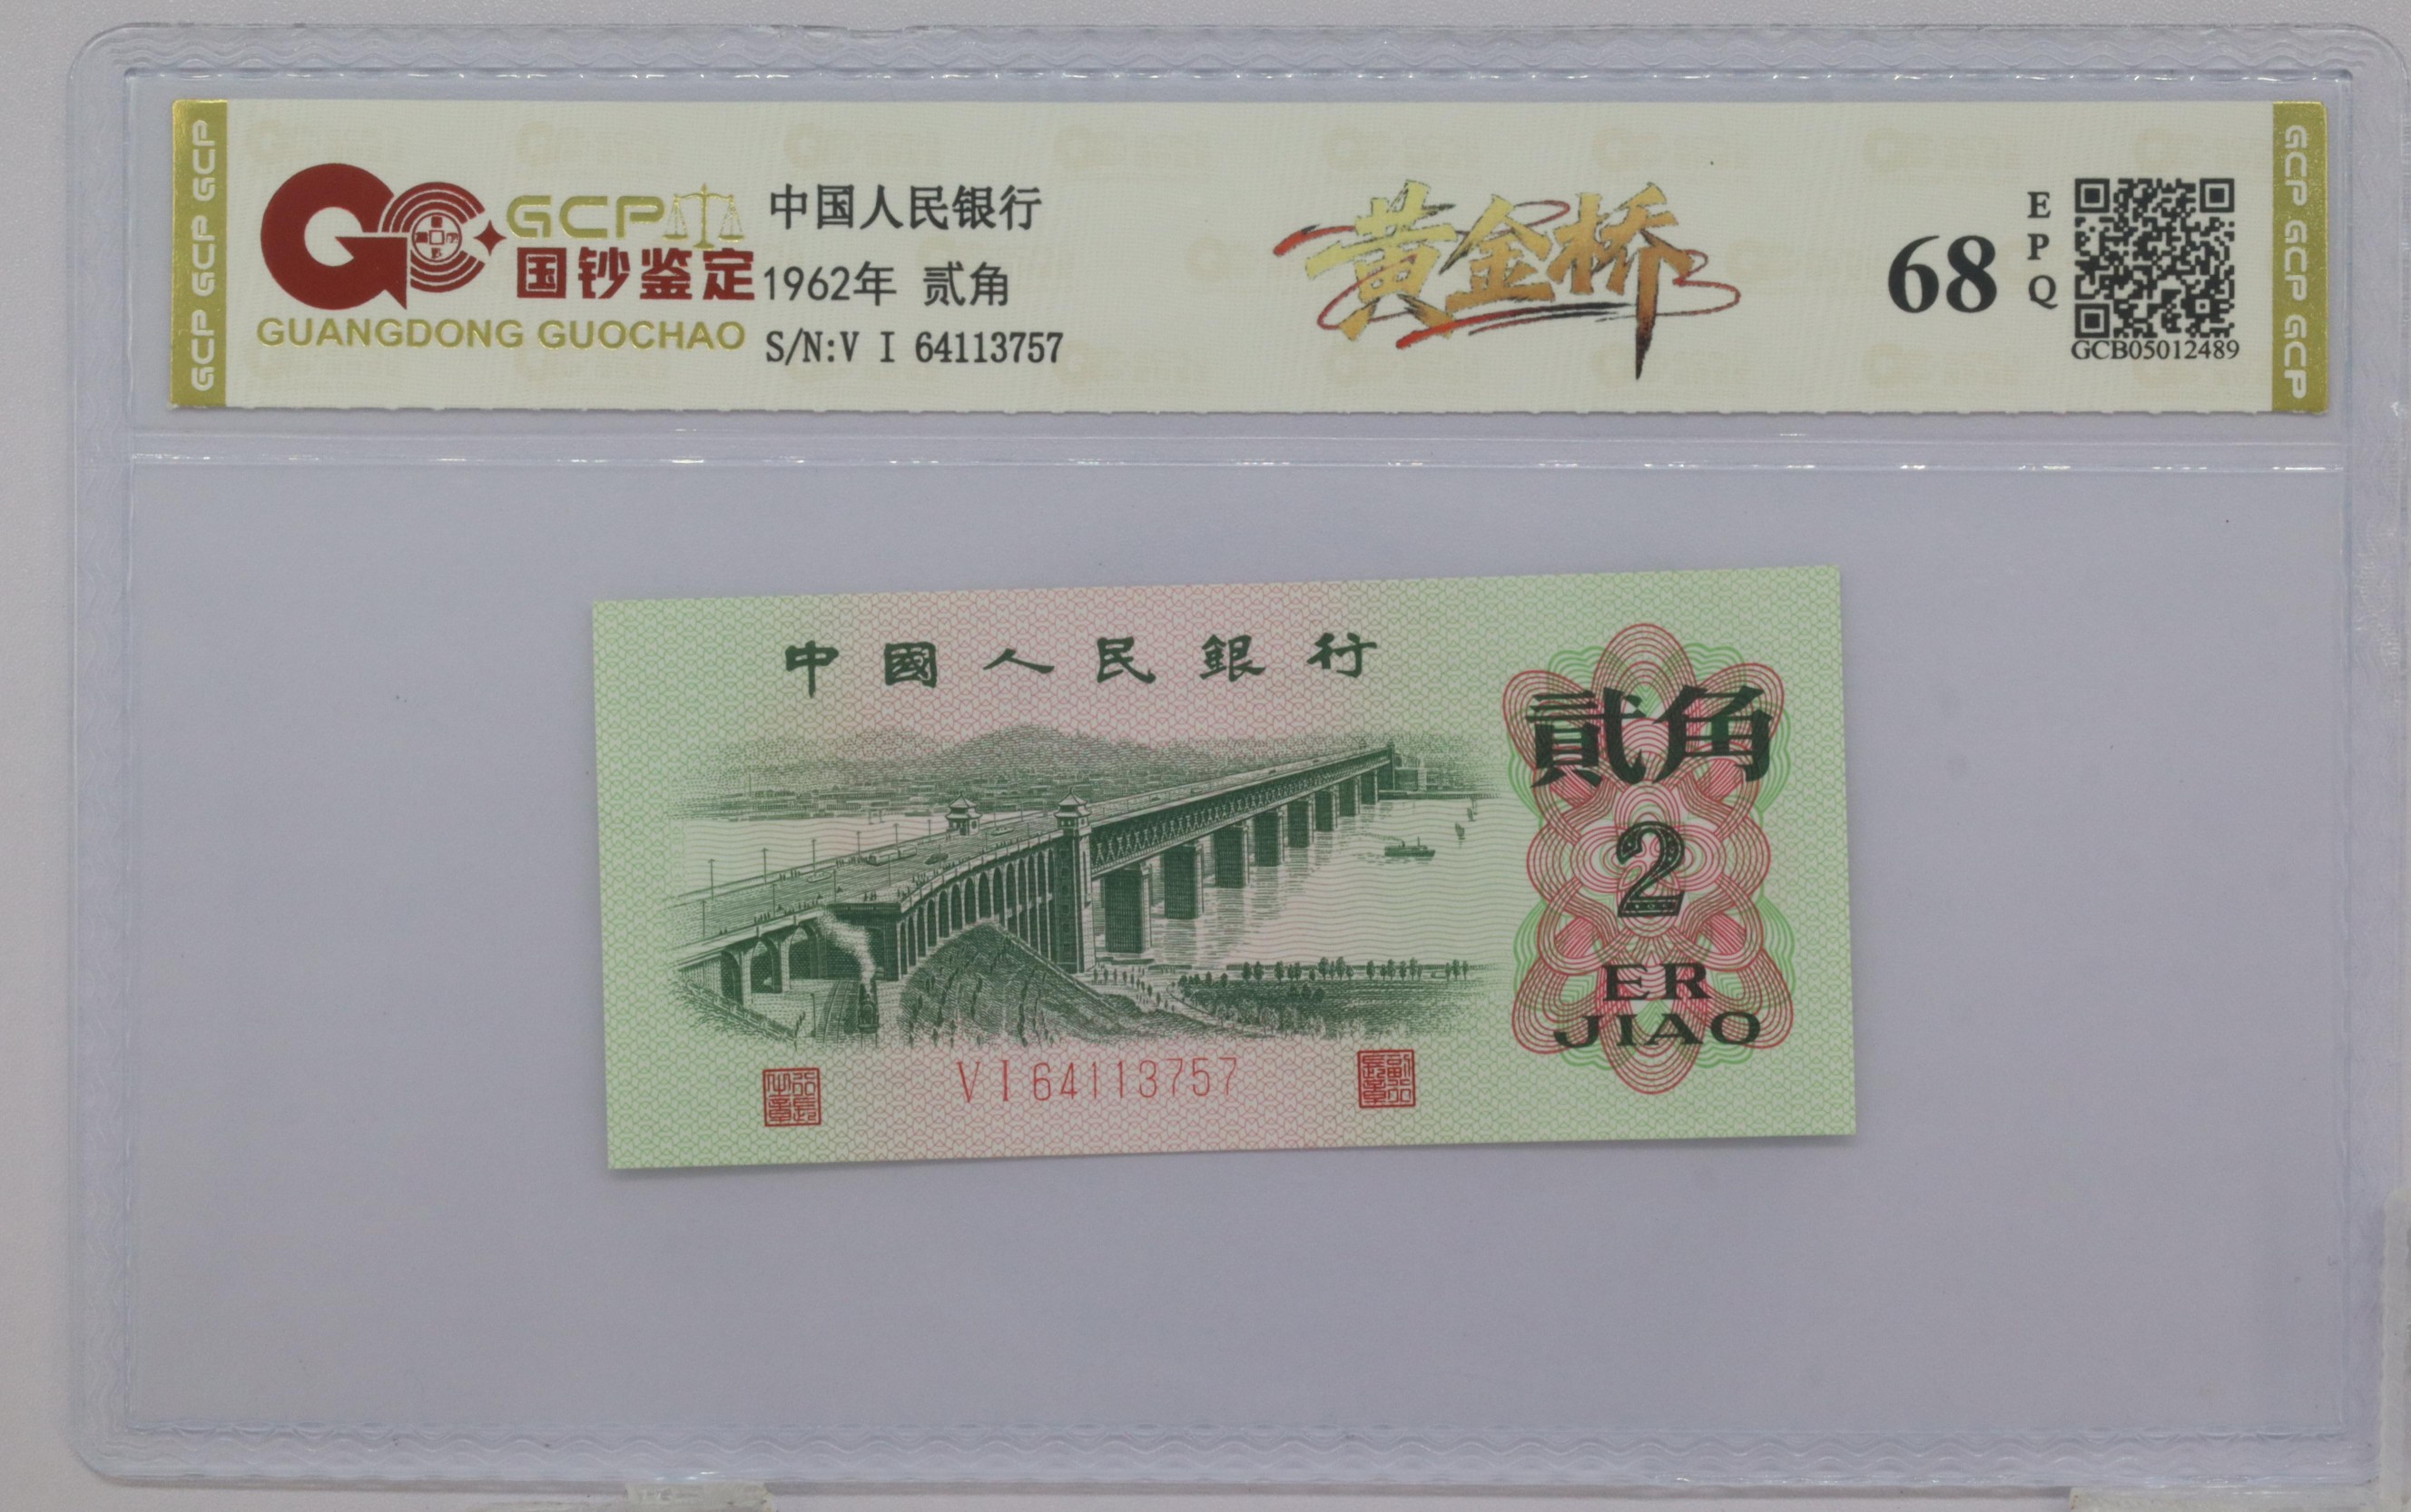 GCP GCP GCP
GCP
国钞鉴定
GUANGDONG GUOCHAO
中国人民银行
1962年 贰角
S/N:V I 64113757
黄金桥
68
EPQ
GCB05012489
GCP GCP GCP
中國人民銀行
貳角
2
ER
JIAO
VI64113757